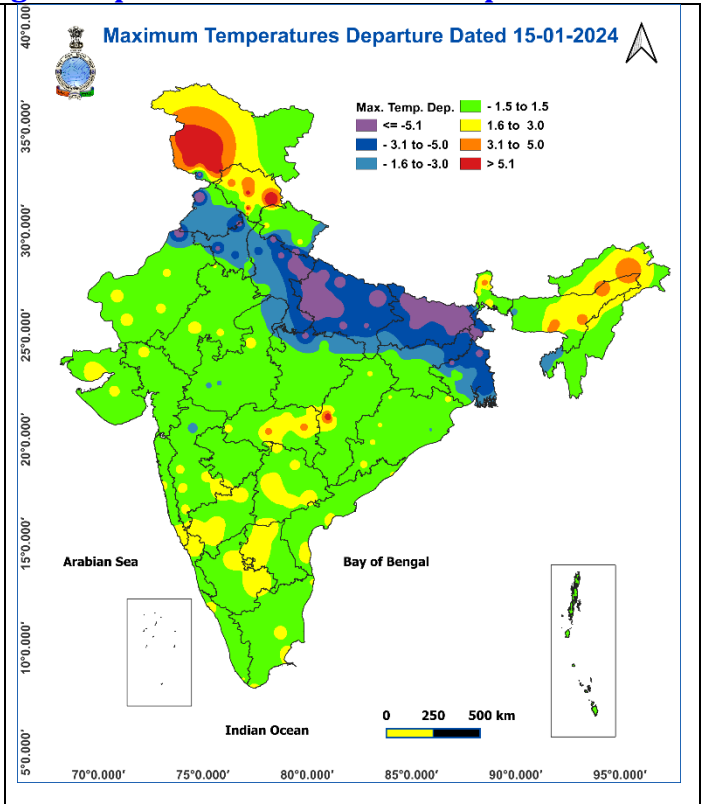 Maximum Temperatures Departure Dated 15-01-2024
Max. Temp. Dep.
<= -5.1
- 3.1 to -5.0
- 1.6 to -3.0
- 1.5 to 1.5
1.6 to 3.0
3.1 to 5.0
> 5.1
40°0.00
35°0.000'
30°0.000'
25°0.000'
20°0.000'
15°0.000'
10°0.000'
5°0.000'
Arabian Sea
Bay of Bengal
Indian Ocean
0 250 500 km
70°0.000' 75°0.000' 80°0.000' 85°0.000' 90°0.000' 95°0.000'